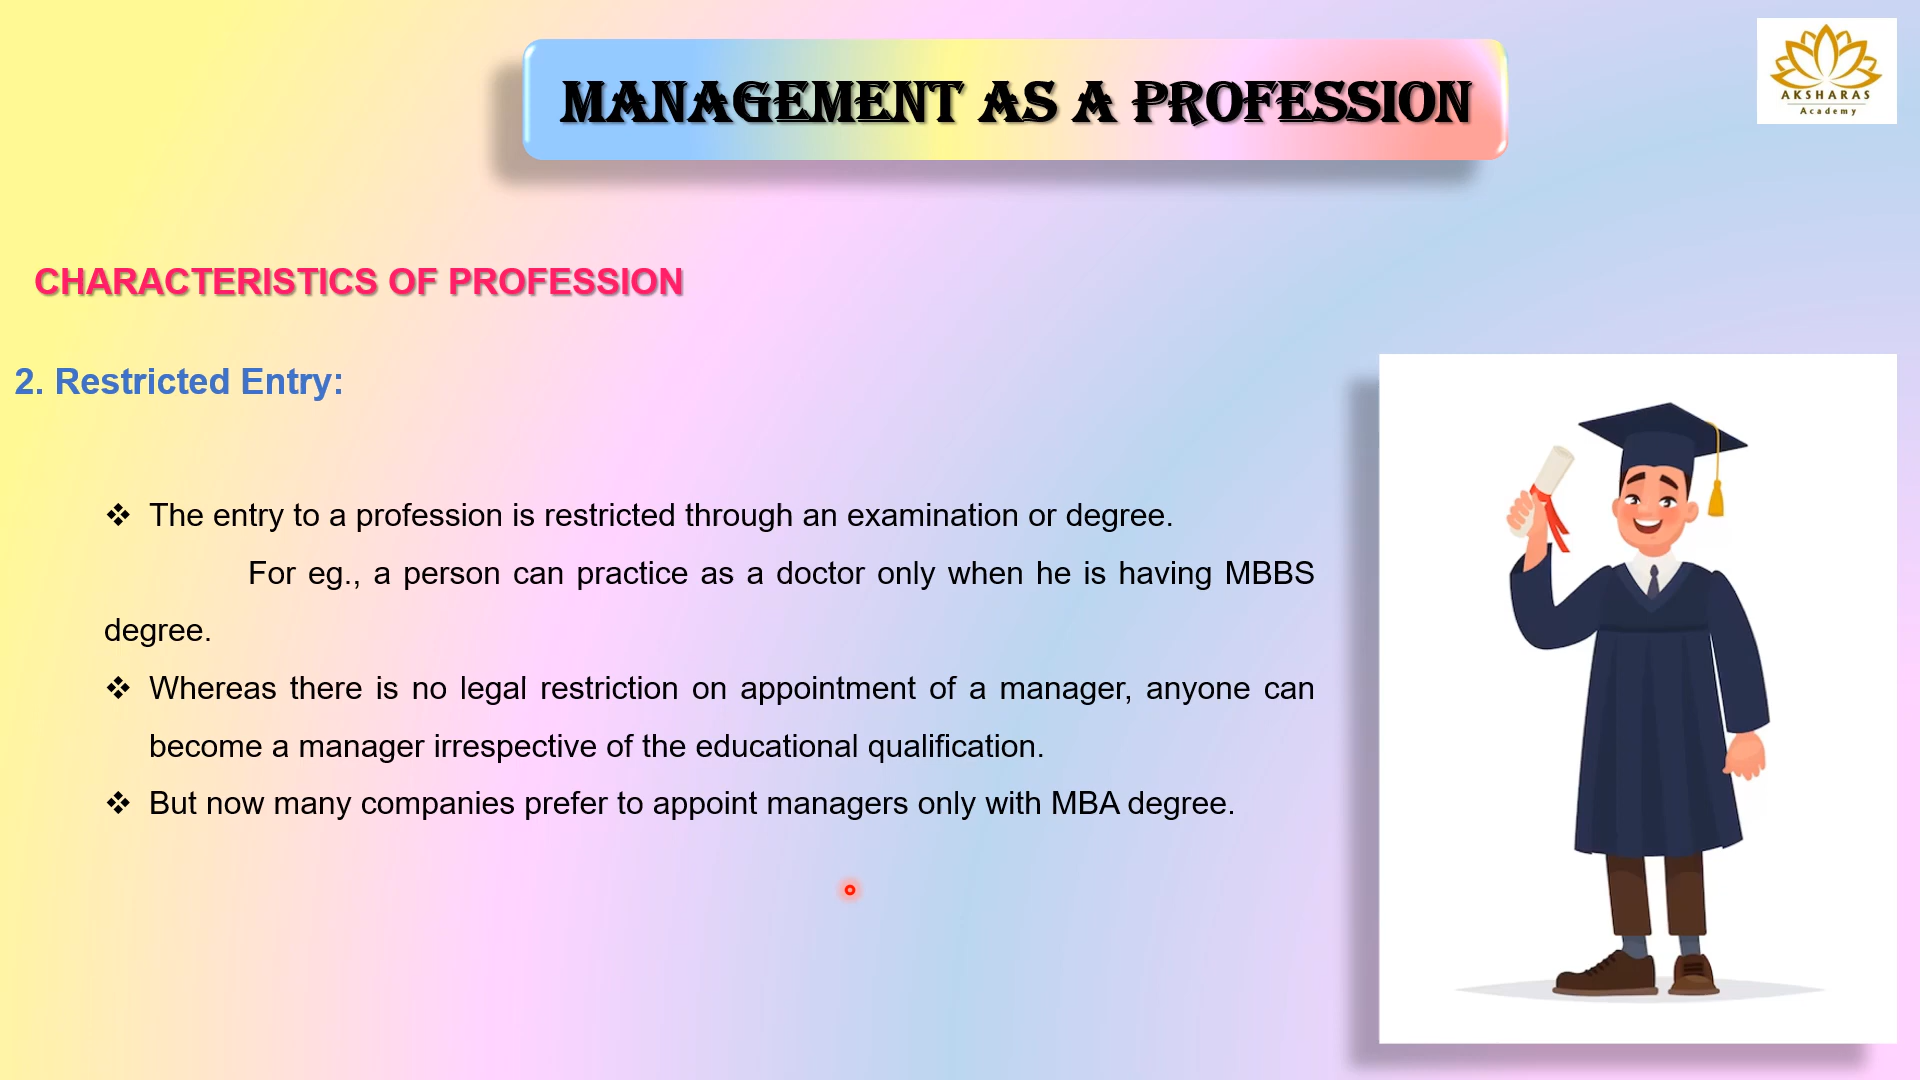 MANAGEMENT AS A PROFESSION
AKSHARAS
Academy
CHARACTERISTICS OF PROFESSION
2. Restricted Entry:
❖ The entry to a profession is restricted through an examination or degree.
For eg., a person can practice as a doctor only when he is having MBBS
degree.
❖ Whereas there is no legal restriction on appointment of a manager, anyone can
become a manager irrespective of the educational qualification.
❖ But now many companies prefer to appoint managers only with MBA degree.